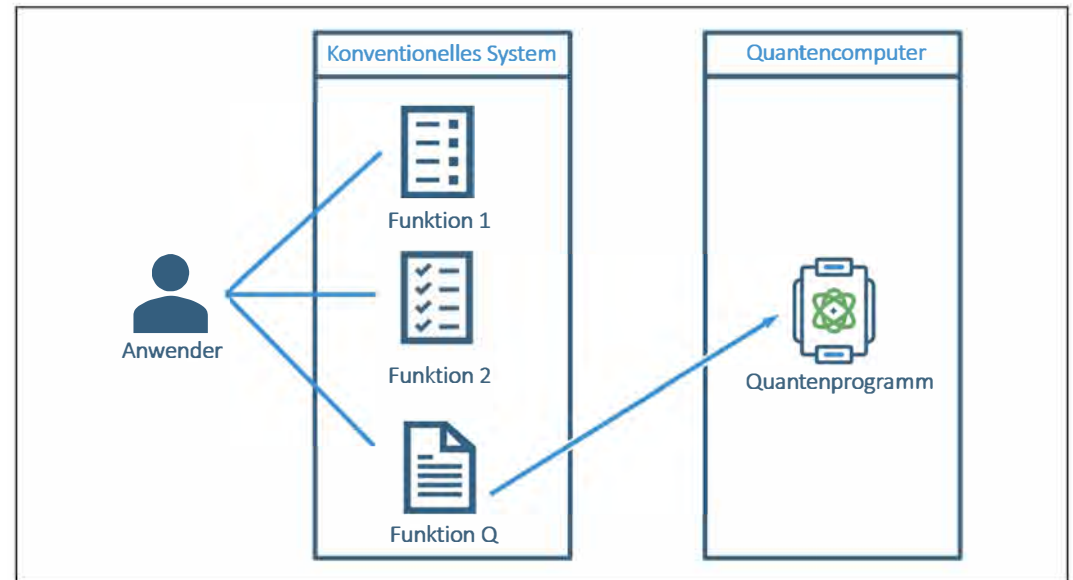 Konventionelles System
Quantencomputer
Funktion 1
Anwender
Funktion 2
Quantenprogramm
Funktion Q